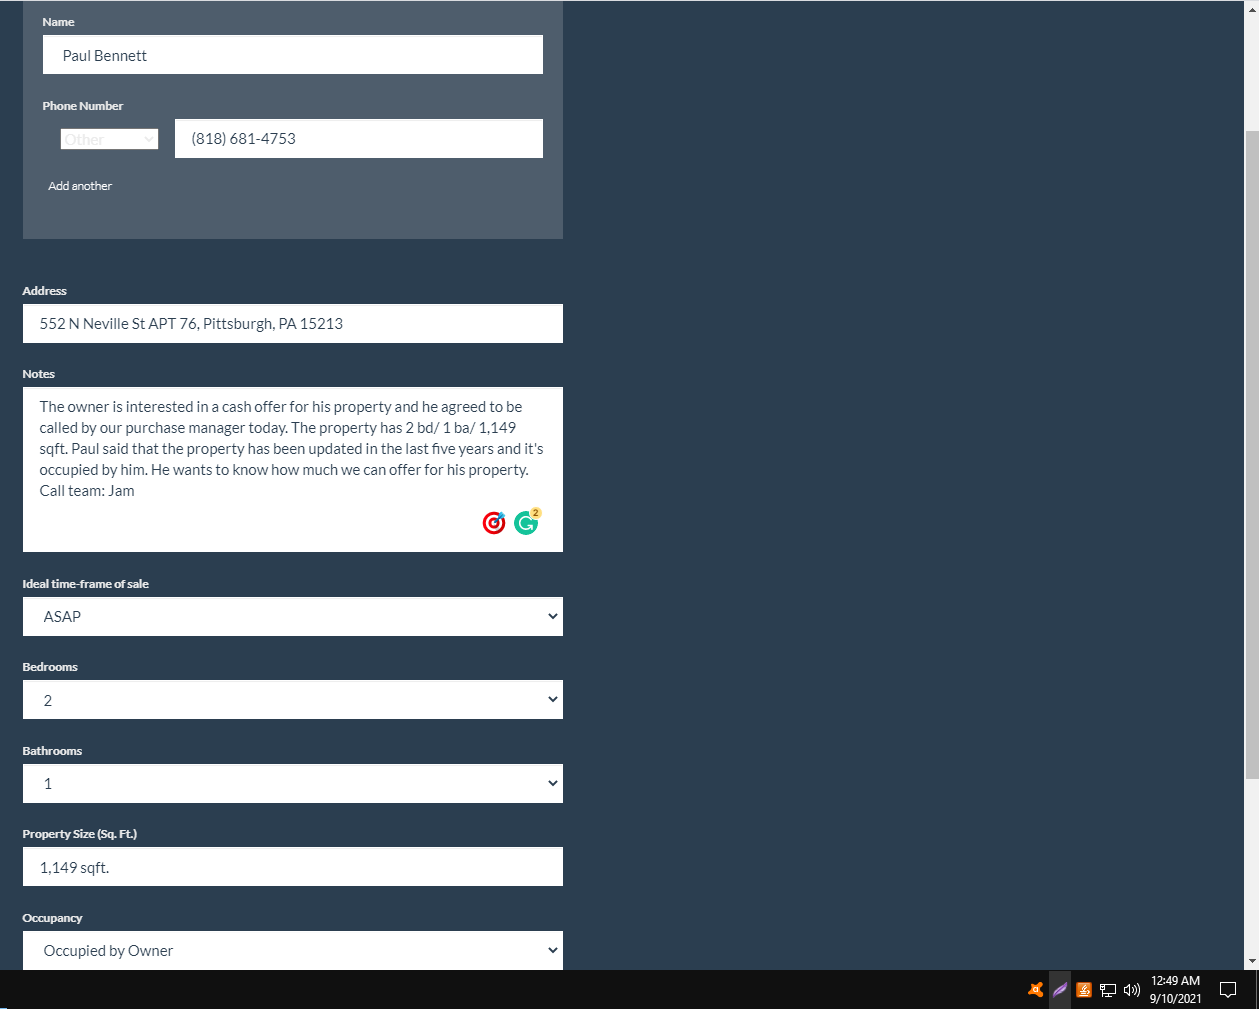 Name
Paul Bennett
Phone Number
Other
(818) 681-4753
Add another
Address
552 N Neville St APT 76, Pittsburgh, PA 15213
Notes
The owner is interested in a cash offer for his property and he agreed to be
called by our purchase manager today. The property has 2 bd/ 1 ba/ 1,149
sqft. Paul said that the property has been updated in the last five years and it's
occupied by him. He wants to know how much we can offer for his property.
Call team: Jam
2
Ideal time-frame of sale
ASAP
Bedrooms
2
Bathrooms
1
Property Size (Sq. Ft.)
1,149 sqft.
Occupancy
Occupied by Owner
12:49 AM
9/10/2021